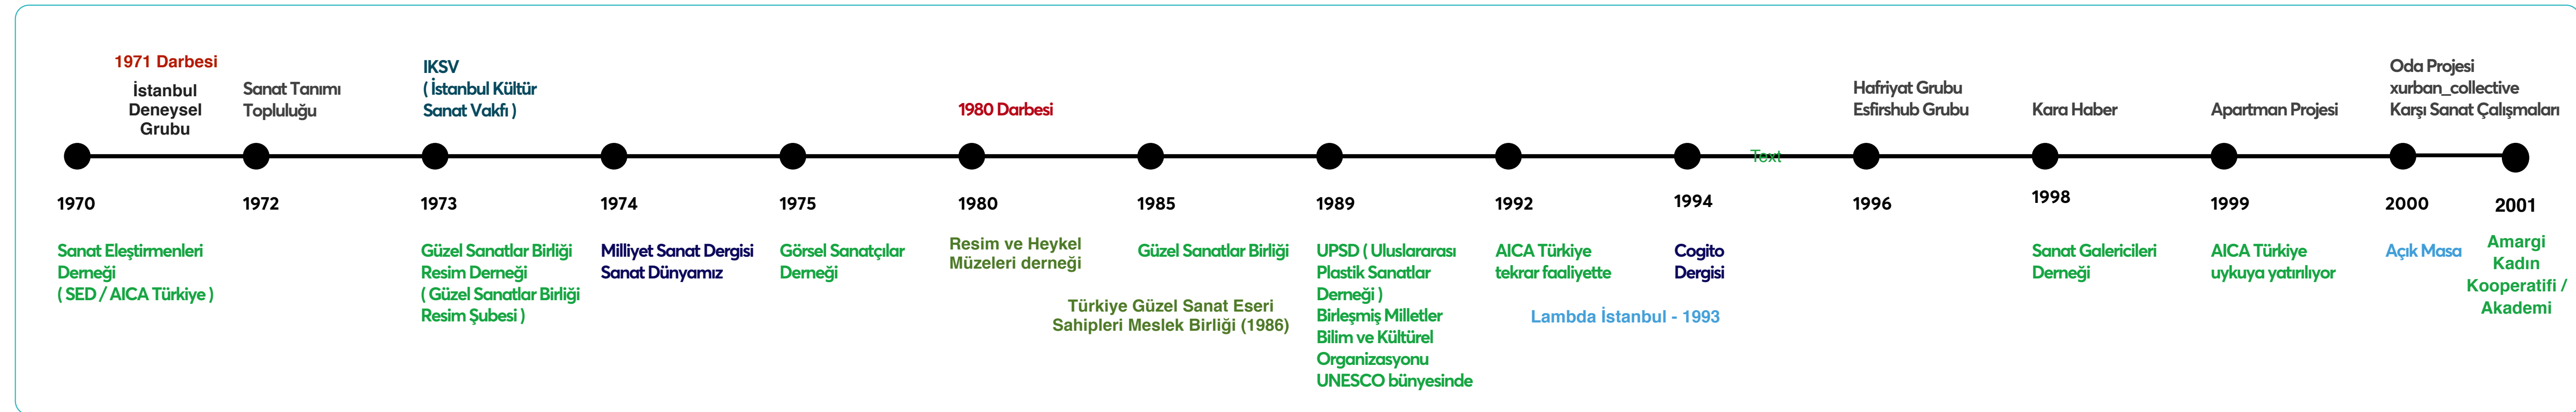 1971 Darbesi
İstanbul
Deneysel
Grubu
Sanat Tanımı
Topluluğu
IKSV
( İstanbul Kültür
Sanat Vakfı )
1980 Darbesi
Hafriyat Grubu
Esfirshub Grubu
Kara Haber
Apartman Projesi
Oda Projesi
xurban_collective
Karşı Sanat Çalışmaları
Text
1970
1972
1973
1974
1975
1980
1985
1989
1992
1994
1996
1998
1999
2000
2001
Sanat Eleştirmenleri
Derneği
( SED / AICA Türkiye )
Güzel Sanatlar Birliği
Resim Derneği
( Güzel Sanatlar Birliği
Resim Şubesi )
Milliyet Sanat Dergisi
Sanat Dünyamız
Görsel Sanatçılar
Derneği
Resim ve Heykel
Müzeleri derneği
Türkiye Güzel Sanat Eseri
Sahipleri Meslek Birliği (1986)
Güzel Sanatlar Birliği
UPSD ( Uluslararası
Plastik Sanatlar
Derneği )
Birleşmiş Milletler
Bilim ve Kültürel
Organizasyonu
UNESCO bünyesinde
AICA Türkiye
tekrar faaliyette
Lambda İstanbul - 1993
Cogito
Dergisi
Sanat Galericileri
Derneği
AICA Türkiye
uykuya yatırılıyor
Açık Masa
Amargi
Kadın
Kooperatifi /
Akademi